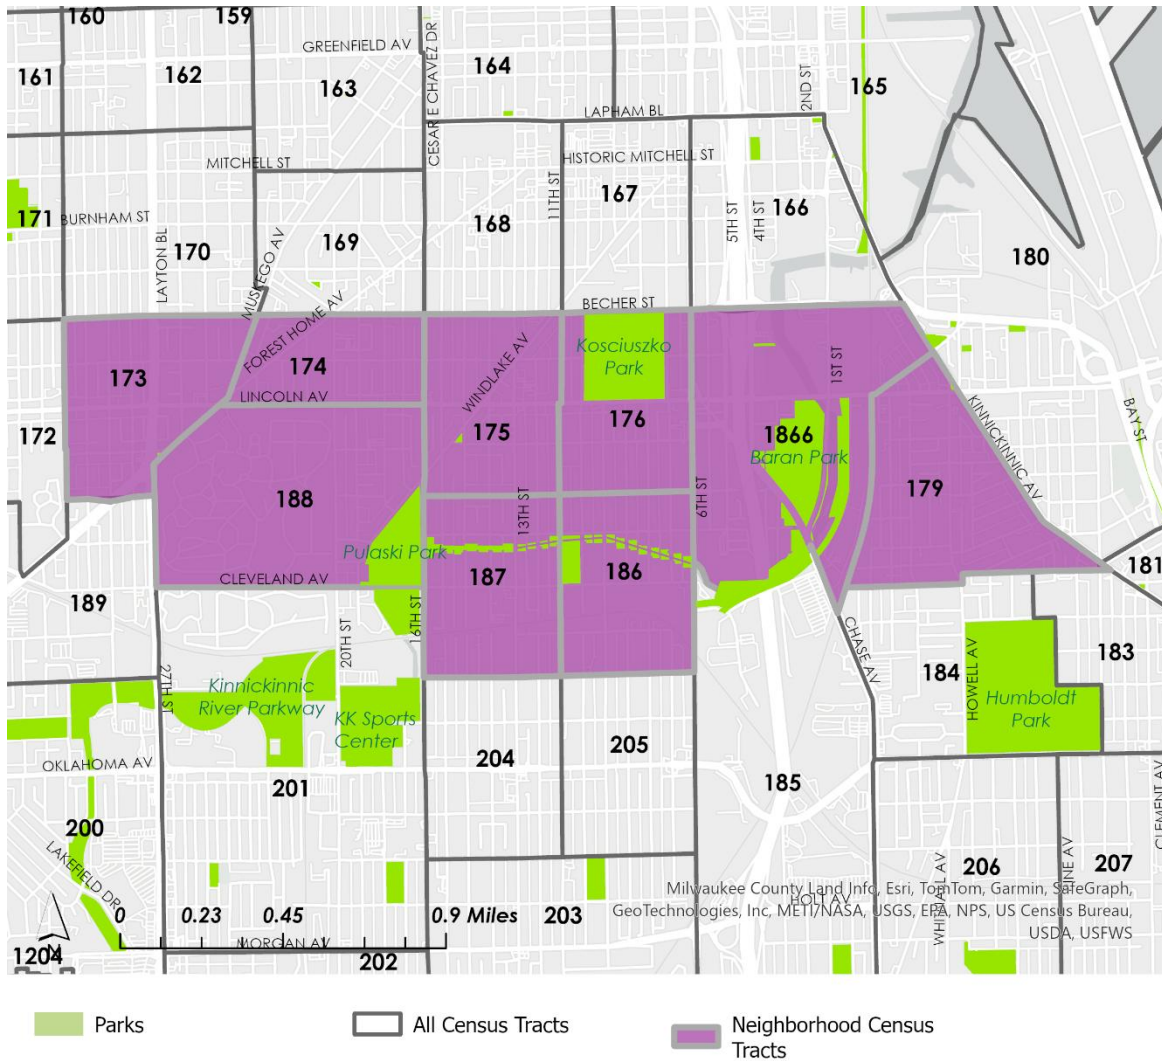 160
159
161
162
GREENFIELD AV
163
CESAR E CHAVEZ DR
164
2ND ST
165
LAPHAM BL
MITCHELL ST
HISTORIC MITCHELL ST
171
BURNHAM ST
170
LAYTON BL
MUSKEGO AV
169
168
11TH ST
167
5TH ST
4TH ST
166
180
BECHER ST
FOREST HOME AV
173
174
LINCOLN AV
WINDLAKE AV
175
Kosciuszko
Park
176
1ST ST
KINNICKINNIC AV
BAY ST
172
188
1866
Baran Park
179
6TH ST
13TH ST
Pulaski Park
187
186
CLEVELAND AV
181
189
16TH ST
20TH ST
27TH ST
CHASE AV
184
HOWELL AV
183
Kinnickinnic
River Parkway
KK Sports
Center
Humboldt
Park
204
205
OKLAHOMA AV
201
185
CLEMENT AV
200
LAKEFIELD DR
206
207
INE AV
WHITNALL AV
HOLT AV
Milwaukee County Land Info, Esri, TomTom, Garmin, SafeGraph,
GeoTechnologies, Inc, METI/NASA, USGS, EPA, NPS, US Census Bureau,
USDA, USFWS
N
0
0.23
0.45
0.9 Miles
203
MORGAN AV
1204
202
Parks
All Census Tracts
Neighborhood Census
Tracts